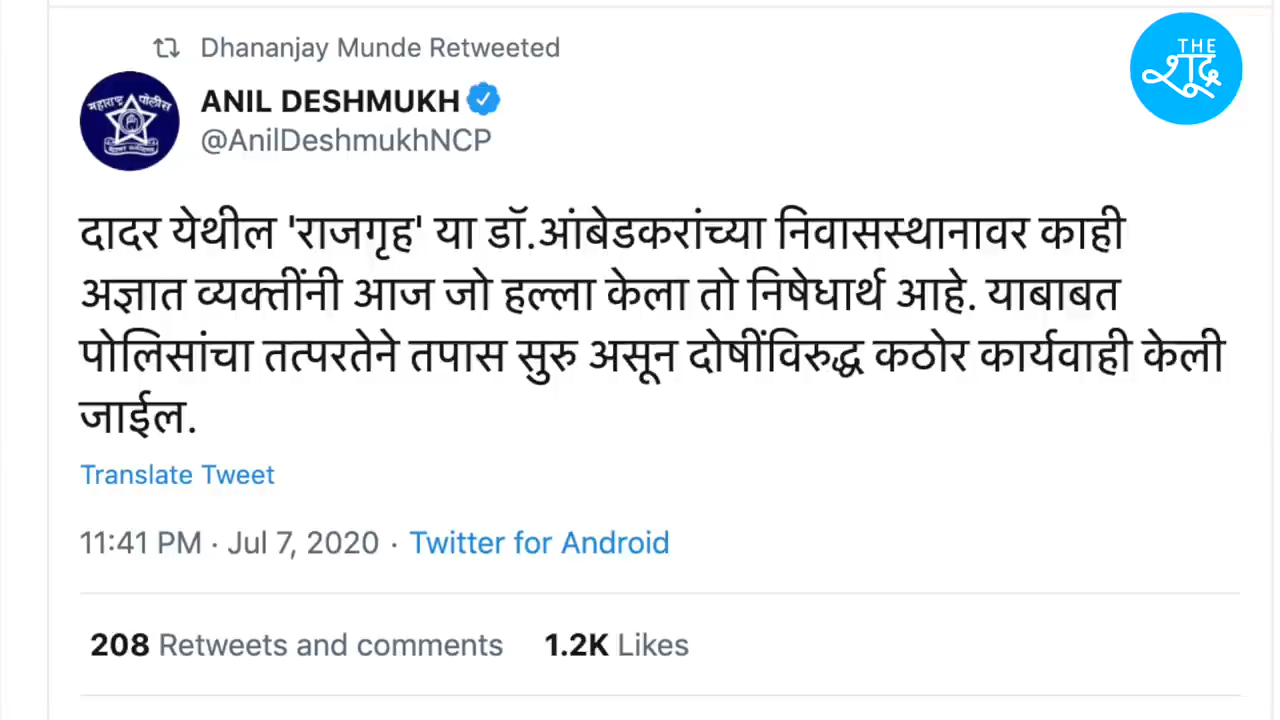 Dhananjay Munde Retweeted
THE
शूद्र
ANIL DESHMUKH
@AnilDeshmukhNCP
महाराष्ट्र पोलीस
दादर येथील 'राजगृह' या डॉ.आंबेडकरांच्या निवासस्थानावर काही
अज्ञात व्यक्तींनी आज जो हल्ला केला तो निषेधार्थ आहे. याबाबत
पोलिसांचा तत्परतेने तपास सुरु असून दोषींविरुद्ध कठोर कार्यवाही केली
जाईल.
Translate Tweet
11:41 PM · Jul 7, 2020 · Twitter for Android
208 Retweets and comments 1.2K Likes